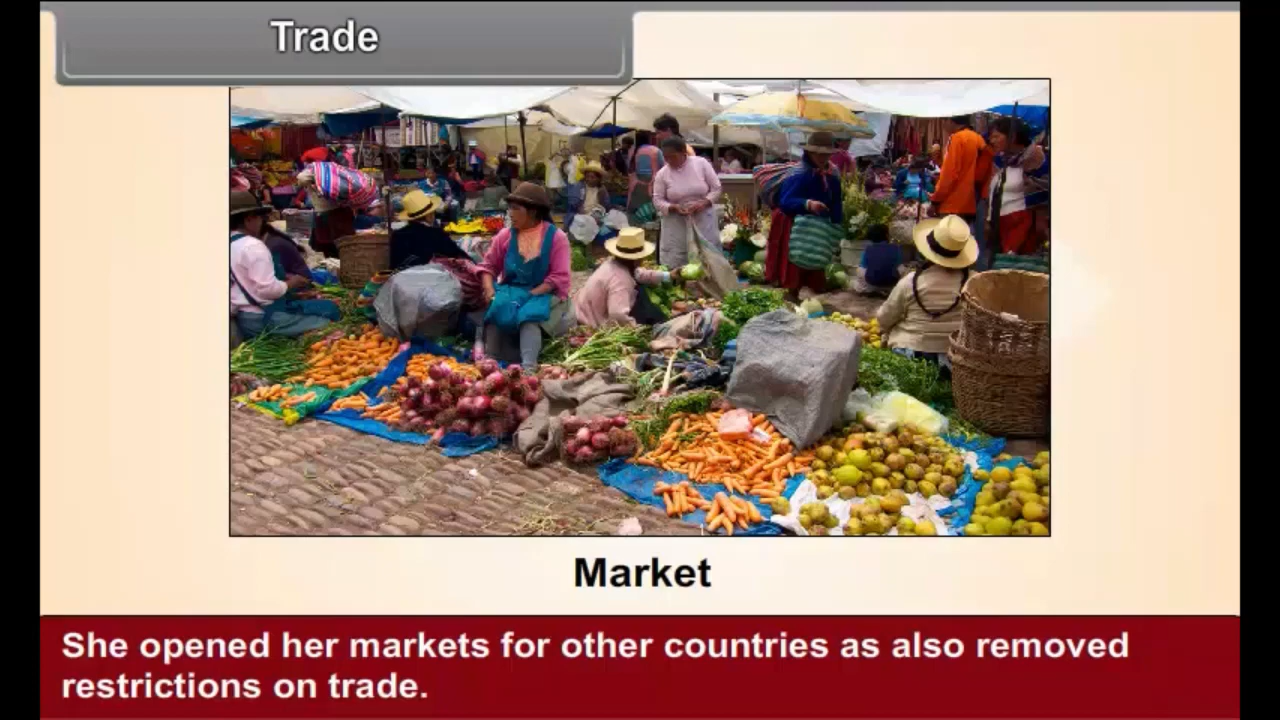 Trade
Market
She opened her markets for other countries as also removed
restrictions on trade.